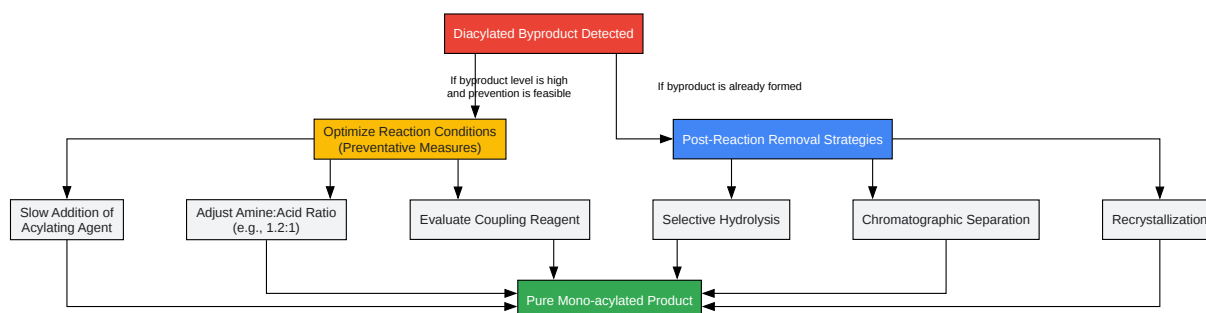 Diacylated Byproduct Detected
If byproduct level is high
and prevention is feasible
If byproduct is already formed
Optimize Reaction Conditions
(Preventative Measures)
Post-Reaction Removal Strategies
Slow Addition of
Acylating Agent
Adjust Amine:Acid Ratio
(e.g., 1.2:1)
Evaluate Coupling Reagent
Selective Hydrolysis
Chromatographic Separation
Recrystallization
Pure Mono-acylated Product